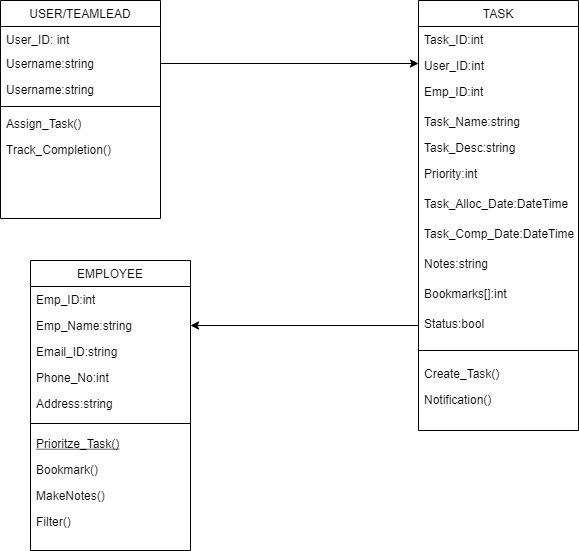 USER/TEAMLEAD
User_ID: int
Username:string
Username:string
Assign_Task()
Track_Completion()
TASK
Task_ID:int
User_ID:int
Emp_ID:int
Task_Name:string
Task_Desc:string
Priority:int
Task_Alloc_Date:DateTime
Task_Comp_Date:DateTime
Notes:string
Bookmarks[]:int
Status:bool
Create_Task()
Notification()
EMPLOYEE
Emp_ID:int
Emp_Name:string
Email_ID:string
Phone_No:int
Address:string
Prioritze_Task()
Bookmark()
MakeNotes()
Filter()